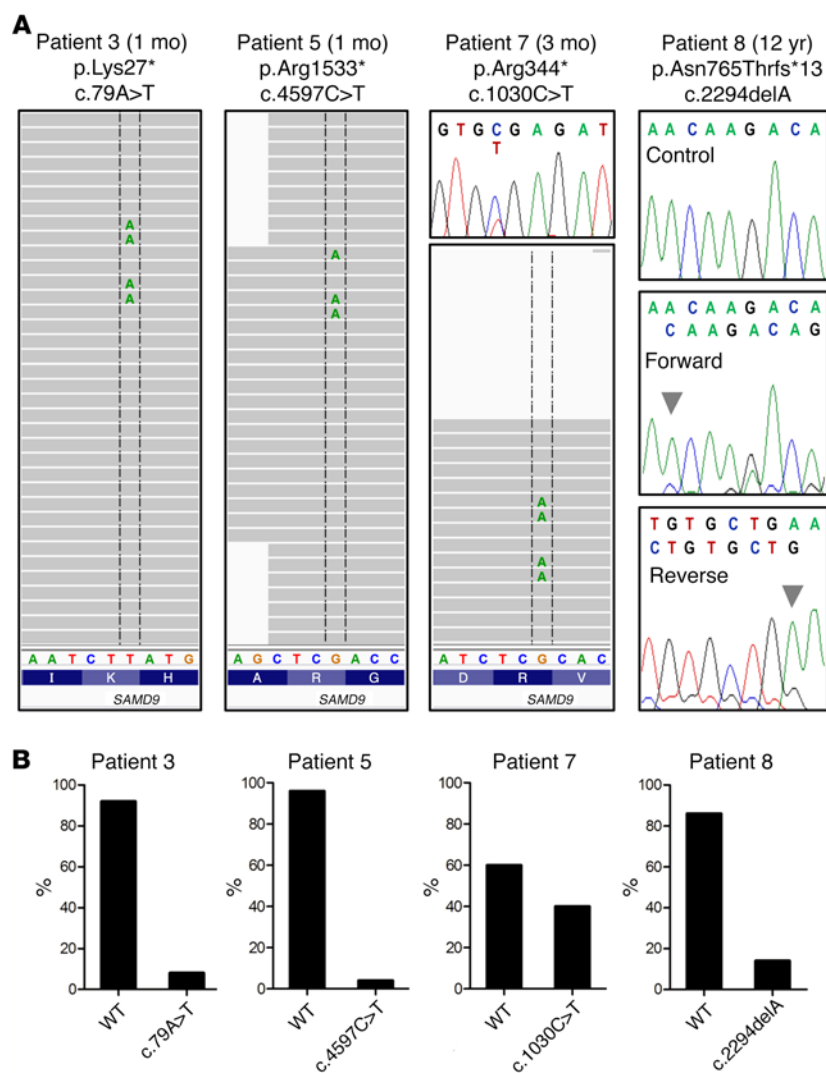 A
Patient 3 (1 mo)
p.Lys27*
c.79A>T
A
A
A
A
A A T C T T A T G
I K H
SAMD9
Patient 5 (1 mo)
p.Arg1533*
c.4597C>T
A
A
A
A G C T C G A C C
A R G
SAMD9
Patient 7 (3 mo)
p.Arg344*
c.1030C>T
G T G C G A G A T
T
A
A
A
A
A T C T C G C A C
D R V
SAMD9
Patient 8 (12 yr)
p.Asn765Thrfs*13
c.2294delA
A A C A A G A C A
Control
A A C A A G A C A
C A A G A C A G
Forward
T G T G C T G A A
C T G T G C T G
Reverse
B
Patient 3
%
100
80
60
40
20
0
WT
c.79A>T
Patient 5
%
100
80
60
40
20
0
WT
c.4597C>T
Patient 7
%
100
80
60
40
20
0
WT
c.1030C>T
Patient 8
%
100
80
60
40
20
0
WT
c.2294delA